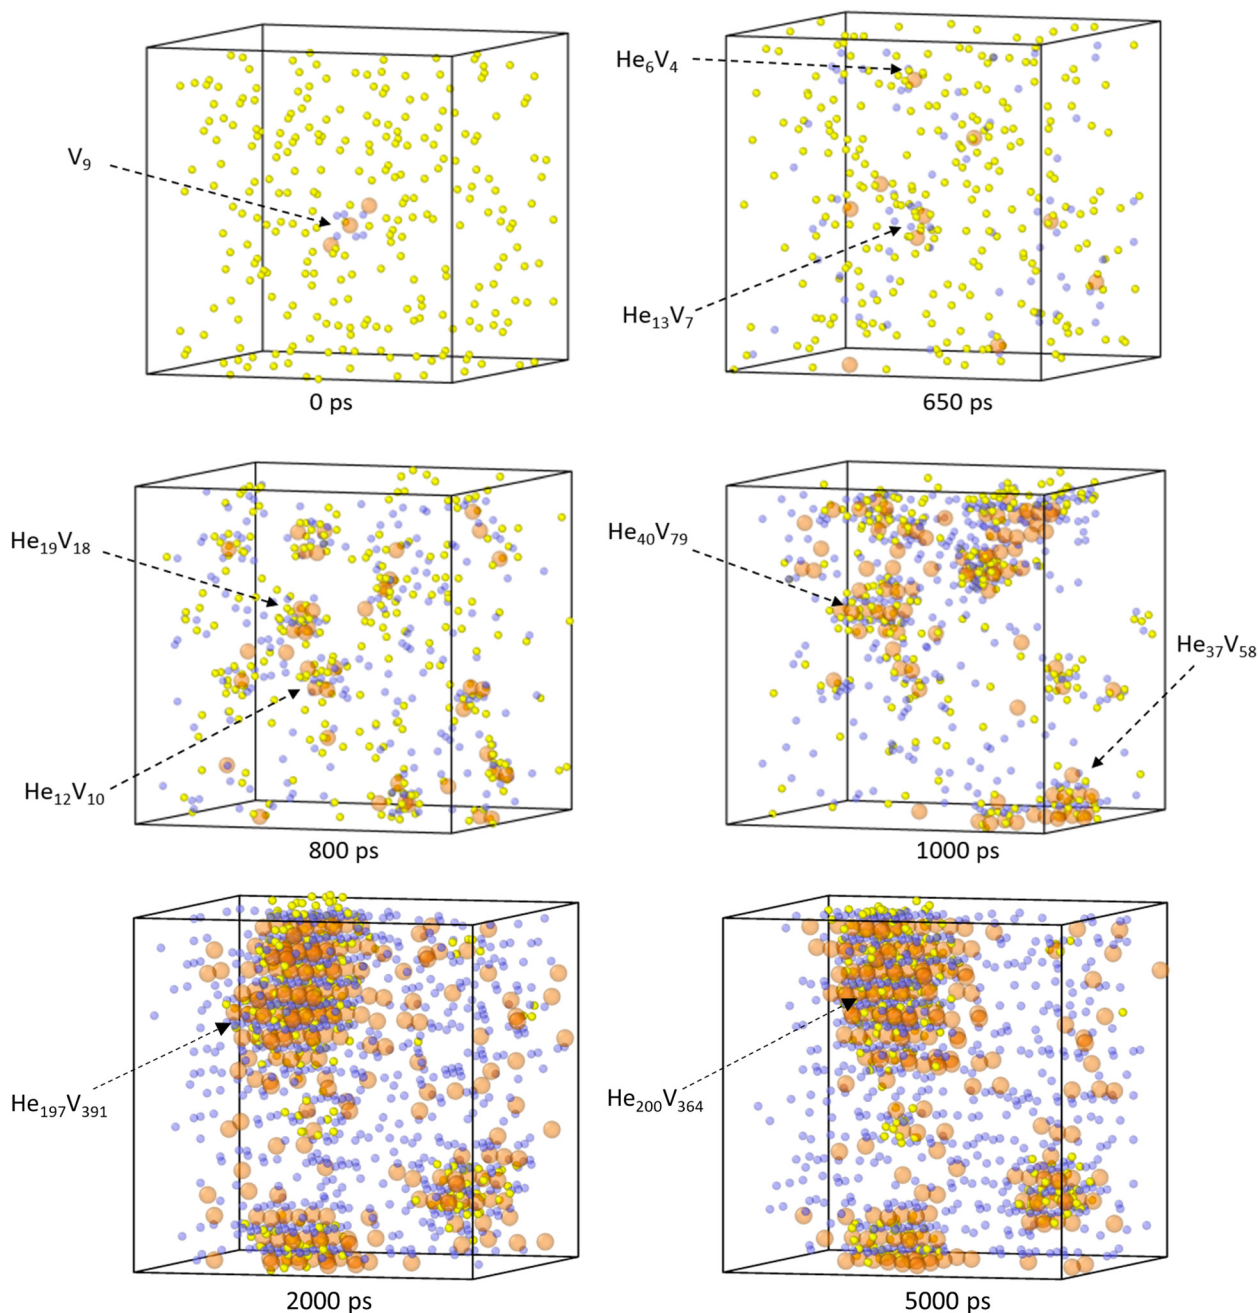 He₆V₄
V₉
He₁₃V₇
0 ps
650 ps
He₁₉V₁₈
He₄₀V₇₉
He₃₇V₅₈
He₁₂V₁₀
800 ps
1000 ps
He₁₉₇V₃₉₁
He₂₀₀V₃₆₄
2000 ps
5000 ps